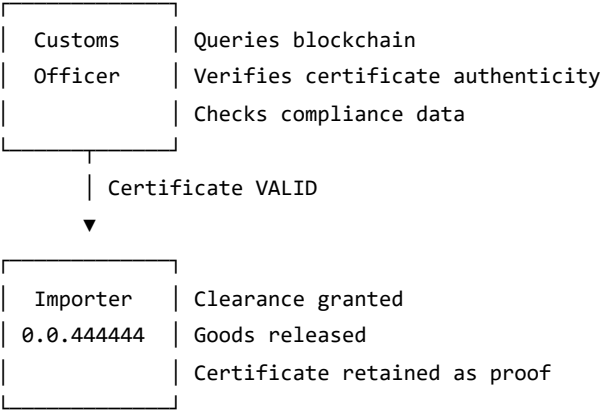 Customs Queries blockchain
Officer Verifies certificate authenticity
Checks compliance data
Certificate VALID
Importer Clearance granted
0.0.444444 Goods released
Certificate retained as proof